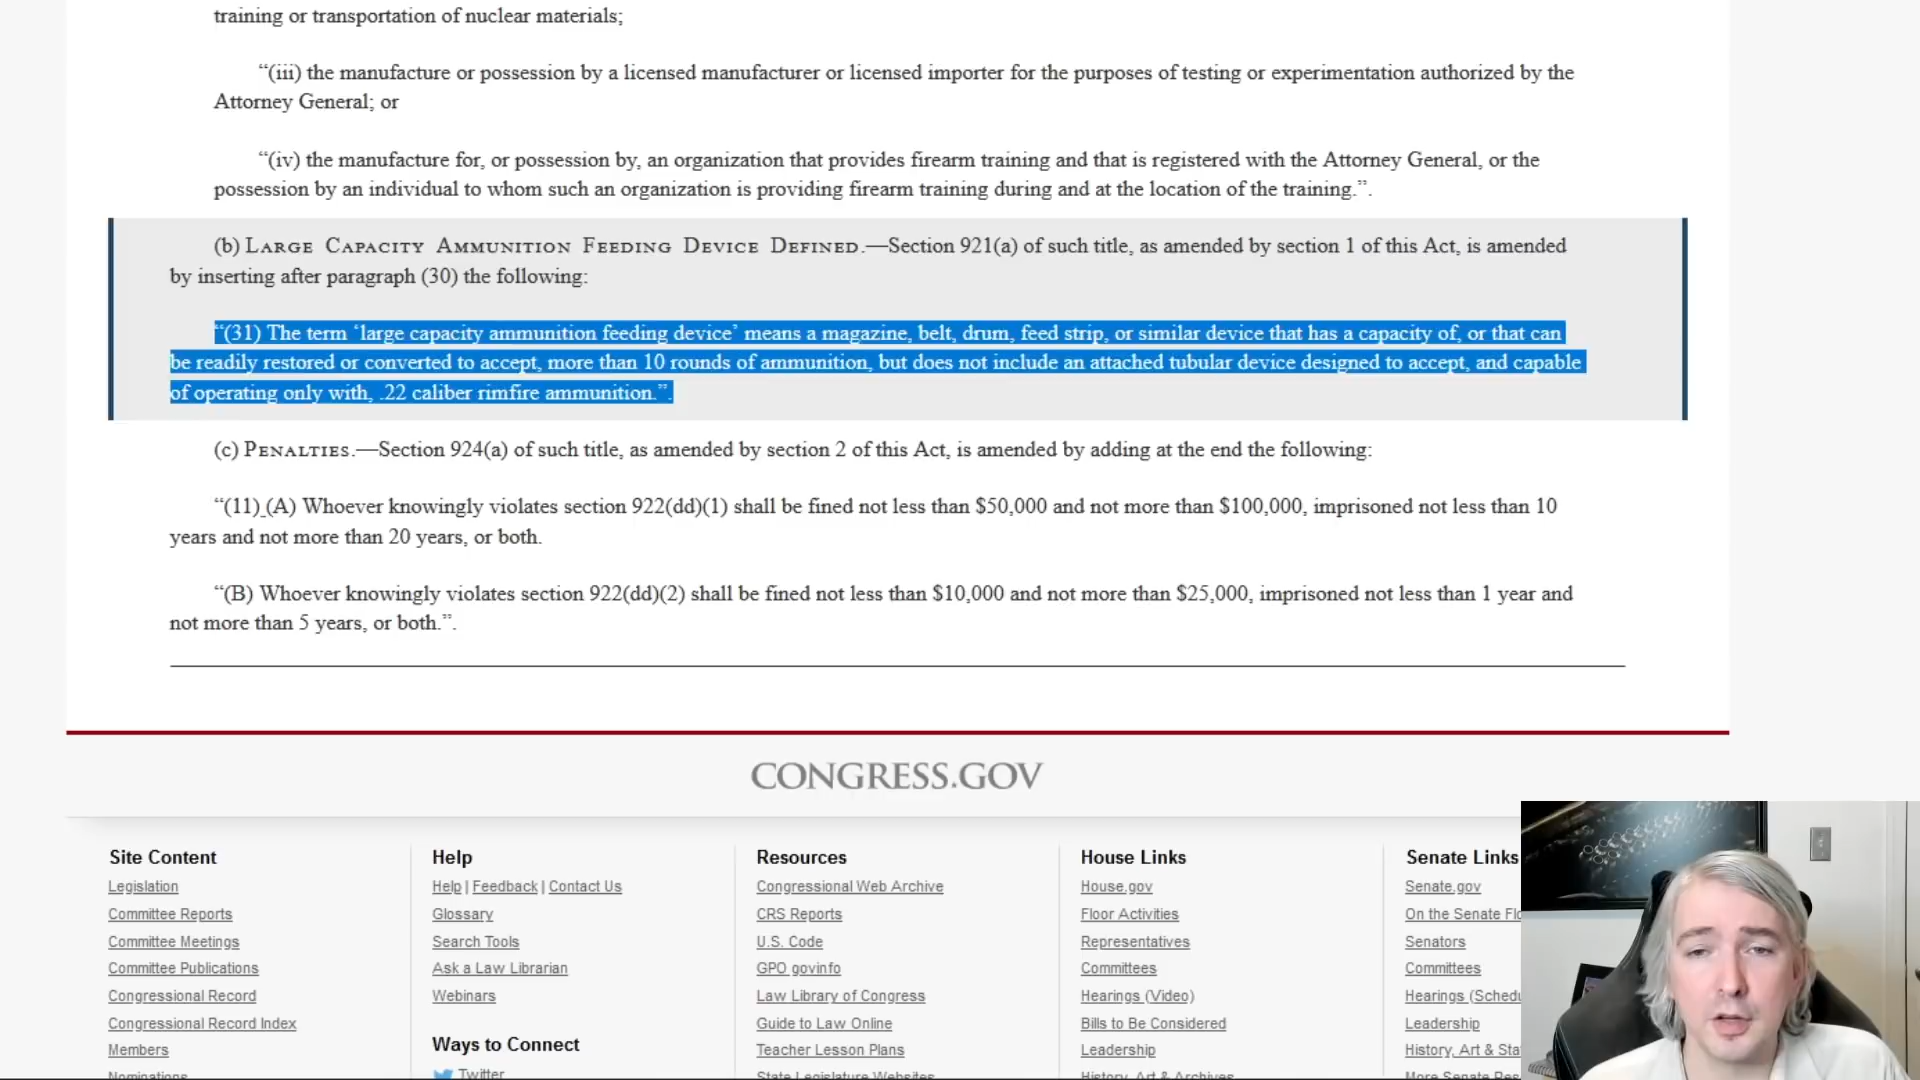 training or transportation of nuclear materials;
“(iii) the manufacture or possession by a licensed manufacturer or licensed importer for the purposes of testing or experimentation authorized by the
Attorney General; or
“(iv) the manufacture for, or possession by, an organization that provides firearm training and that is registered with the Attorney General, or the
possession by an individual to whom such an organization is providing firearm training during and at the location of the training.”.
(b) LARGE CAPACITY AMMUNITION FEEDING DEVICE DEFINED.—Section 921(a) of such title, as amended by section 1 of this Act, is amended
by inserting after paragraph (30) the following:
“(31) The term ‘large capacity ammunition feeding device’ means a magazine, belt, drum, feed strip, or similar device that has a capacity of, or that can
be readily restored or converted to accept, more than 10 rounds of ammunition, but does not include an attached tubular device designed to accept, and capable
of operating only with, .22 caliber rimfire ammunition.”.
(c) PENALTIES.—Section 924(a) of such title, as amended by section 2 of this Act, is amended by adding at the end the following:
“(11) (A) Whoever knowingly violates section 922(dd)(1) shall be fined not less than $50,000 and not more than $100,000, imprisoned not less than 10
years and not more than 20 years, or both.
“(B) Whoever knowingly violates section 922(dd)(2) shall be fined not less than $10,000 and not more than $25,000, imprisoned not less than 1 year and
not more than 5 years, or both.”.
CONGRESS.GOV
Site Content
Legislation
Committee Reports
Committee Meetings
Committee Publications
Congressional Record
Congressional Record Index
Members
Nominations
Help
Help | Feedback | Contact Us
Glossary
Search Tools
Ask a Law Librarian
Webinars
Ways to Connect
Twitter
Resources
Congressional Web Archive
CRS Reports
U.S. Code
GPO govinfo
Law Library of Congress
Guide to Law Online
Teacher Lesson Plans
State Legislature Websites
House Links
House.gov
Floor Activities
Representatives
Committees
Hearings (Video)
Bills to Be Considered
Leadership
History, Art & Archives
Senate Links
Senate.gov
On the Senate
Senators
Committees
Hearings
Leadership
History, Art &
More Senate